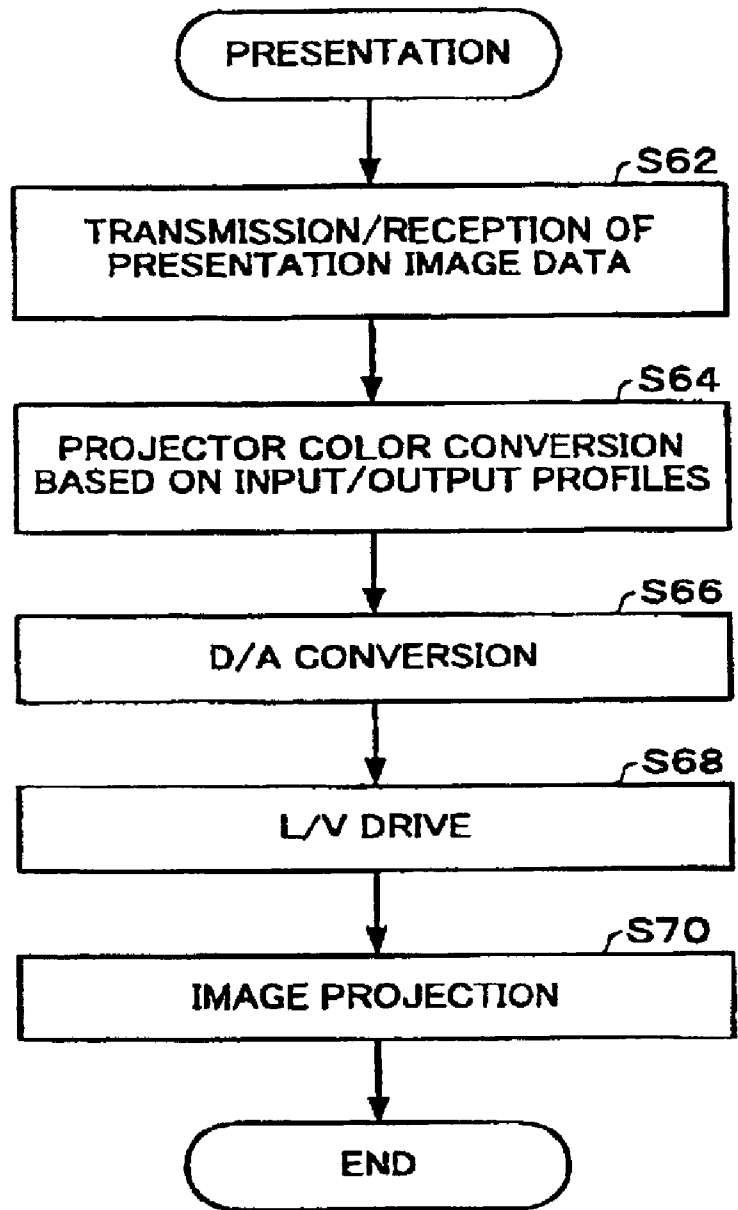 PRESENTATION
S62
TRANSMISSION/RECEPTION OF
PRESENTATION IMAGE DATA
S64
PROJECTOR COLOR CONVERSION
BASED ON INPUT/OUTPUT PROFILES
S66
D/A CONVERSION
S68
L/V DRIVE
S70
IMAGE PROJECTION
END